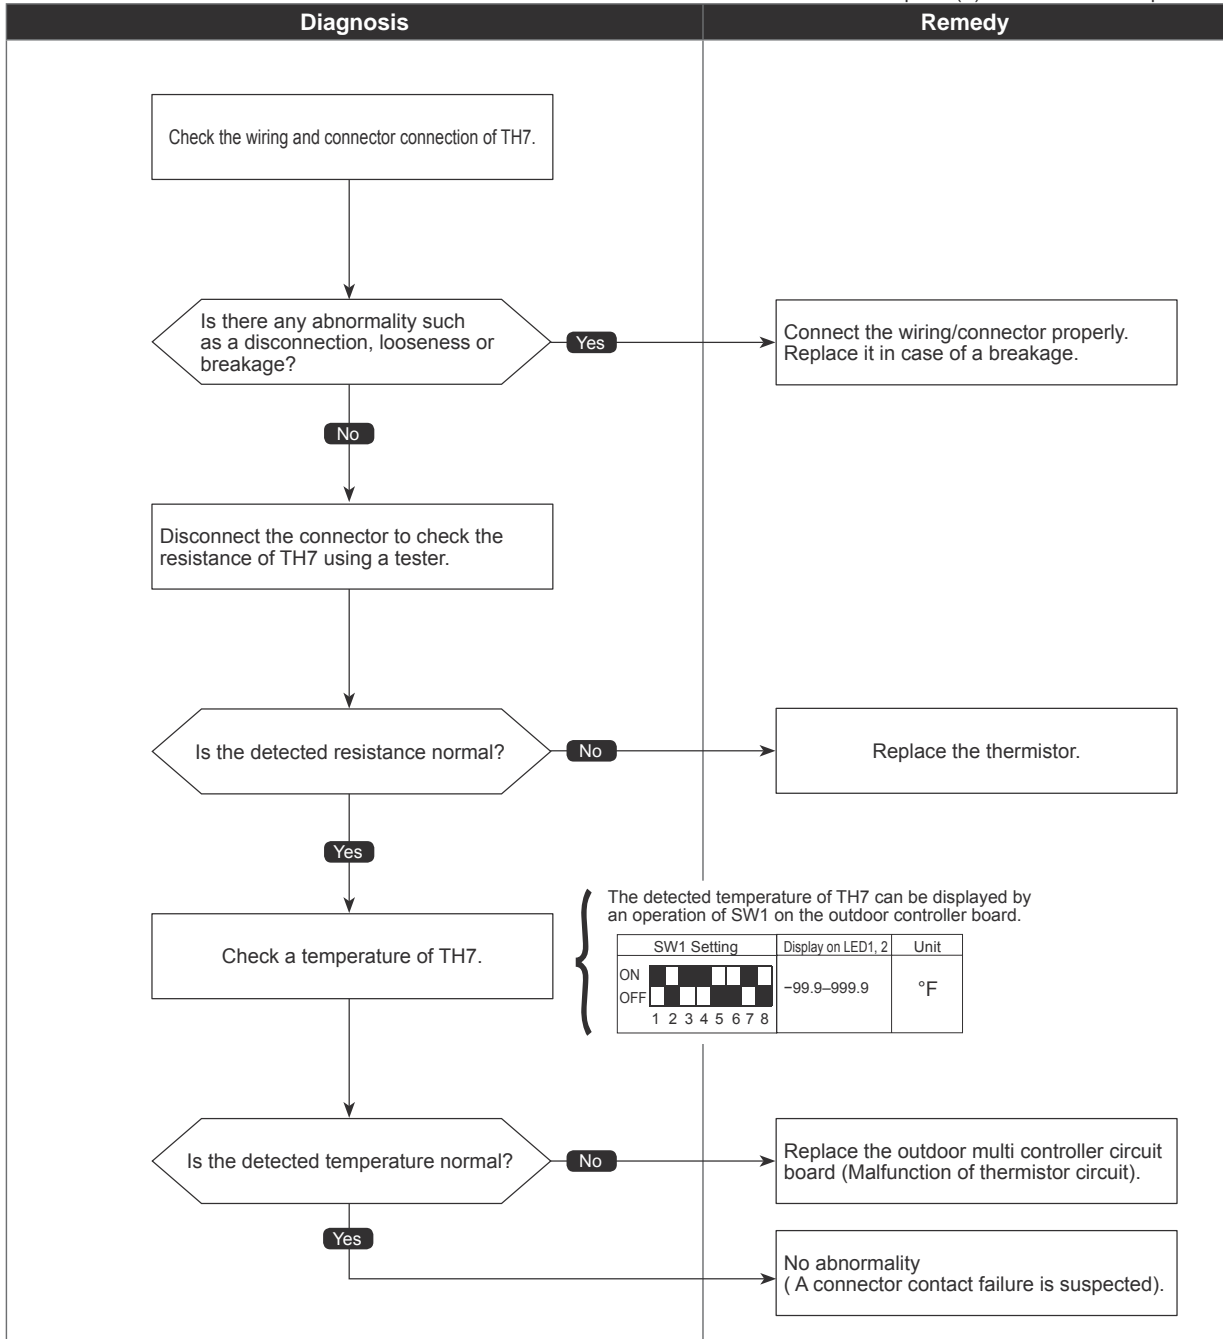 Diagnosis
Remedy
Check the wiring and connector connection of TH7.
Is there any abnormality such
as a disconnection, looseness or
breakage?
Yes
Connect the wiring/connector properly.
Replace it in case of a breakage.
No
Disconnect the connector to check the
resistance of TH7 using a tester.
Is the detected resistance normal?
No
Replace the thermistor.
Yes
Check a temperature of TH7.
The detected temperature of TH7 can be displayed by
an operation of SW1 on the outdoor controller board.
SW1 Setting
Display on LED1, 2
Unit
ON
OFF
1 2 3 4 5 6 7 8
−99.9–999.9
°F
Is the detected temperature normal?
No
Replace the outdoor multi controller circuit
board (Malfunction of thermistor circuit).
Yes
No abnormality
( A connector contact failure is suspected).